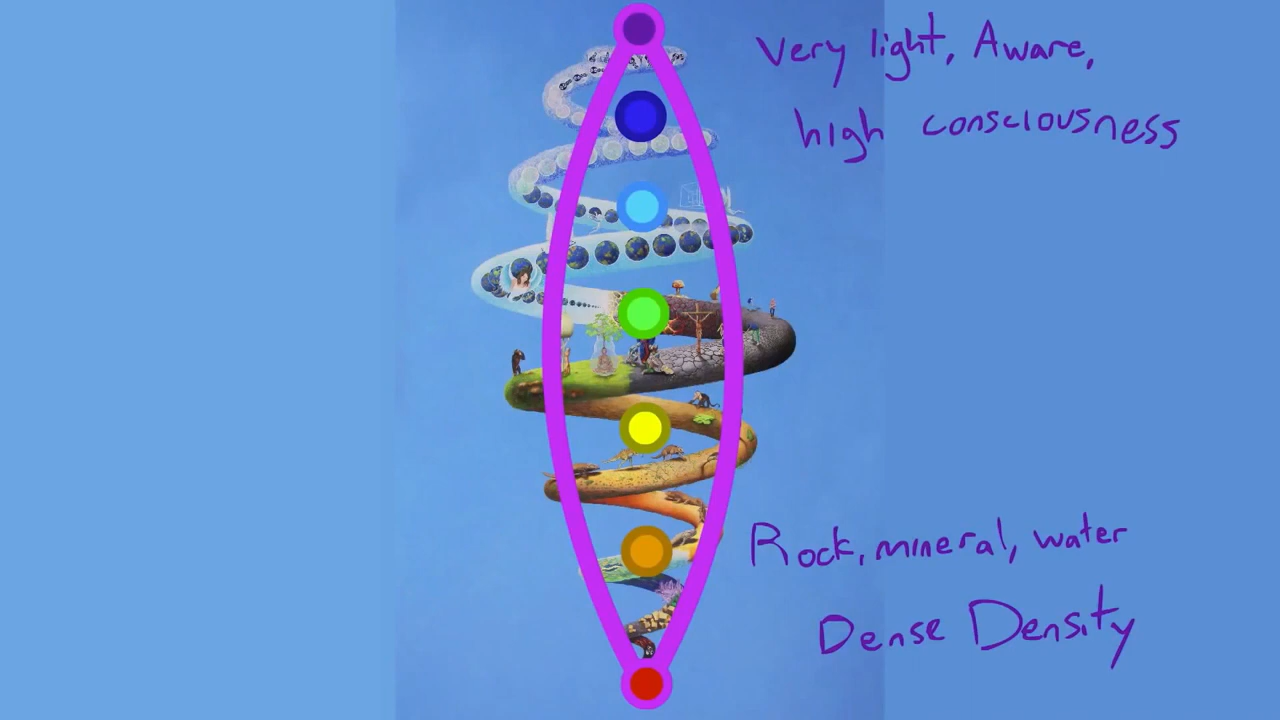 Very light, Aware,
high consciousness
Rock, mineral, water
Dense Density